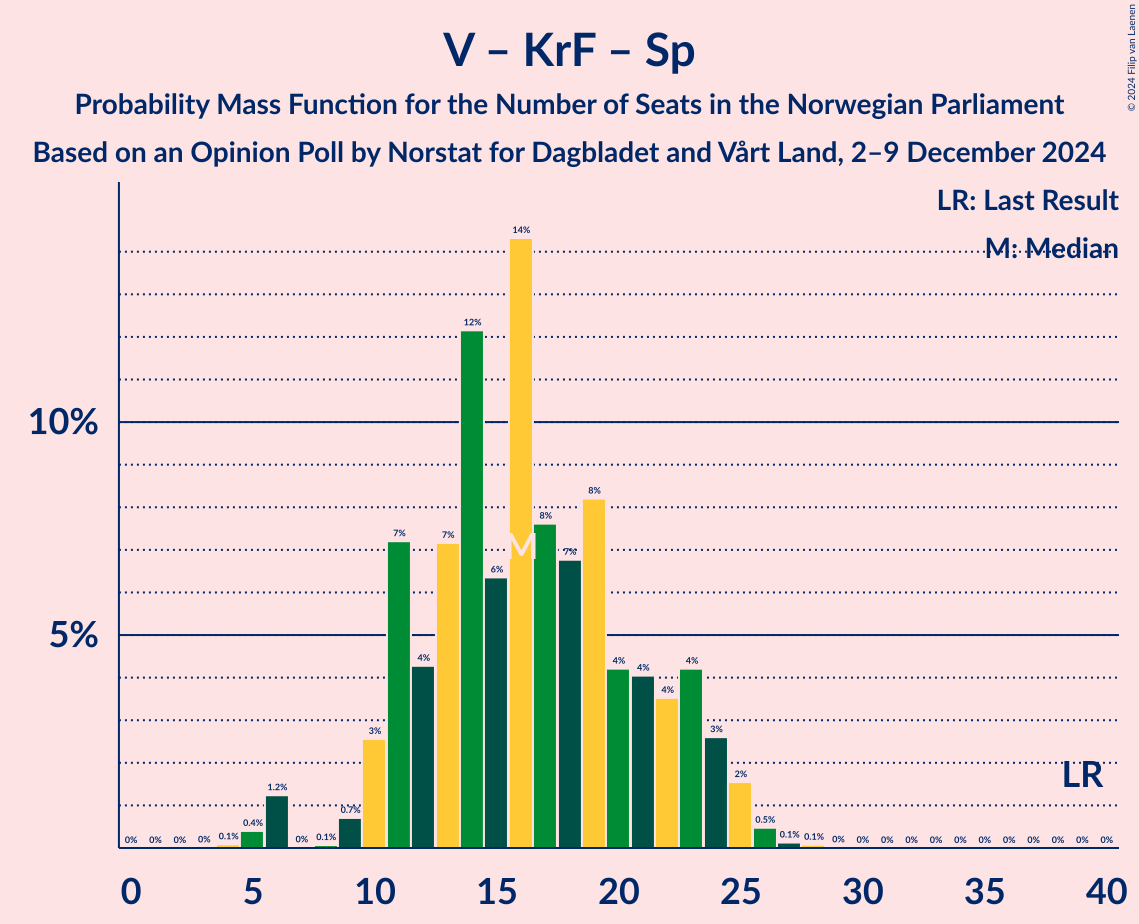 V – KrF – Sp
Probability Mass Function for the Number of Seats in the Norwegian Parliament
Based on an Opinion Poll by Norstat for Dagbladet and Vårt Land, 2–9 December 2024
© 2024 Filip van Laenen
LR: Last Result
M: Median
10%
5%
0% 0% 0% 0% 0.1% 0.4% 1.2% 0% 0.1% 0.7% 3% 7% 4% 7% 12% 6% 14% 8% 7% 8% 4% 4% 4% 4% 3% 2% 0.5% 0.1% 0.1% 0% 0% 0% 0% 0% 0% 0% 0% 0% 0% 0% 0%
M
LR
0 5 10 15 20 25 30 35 40